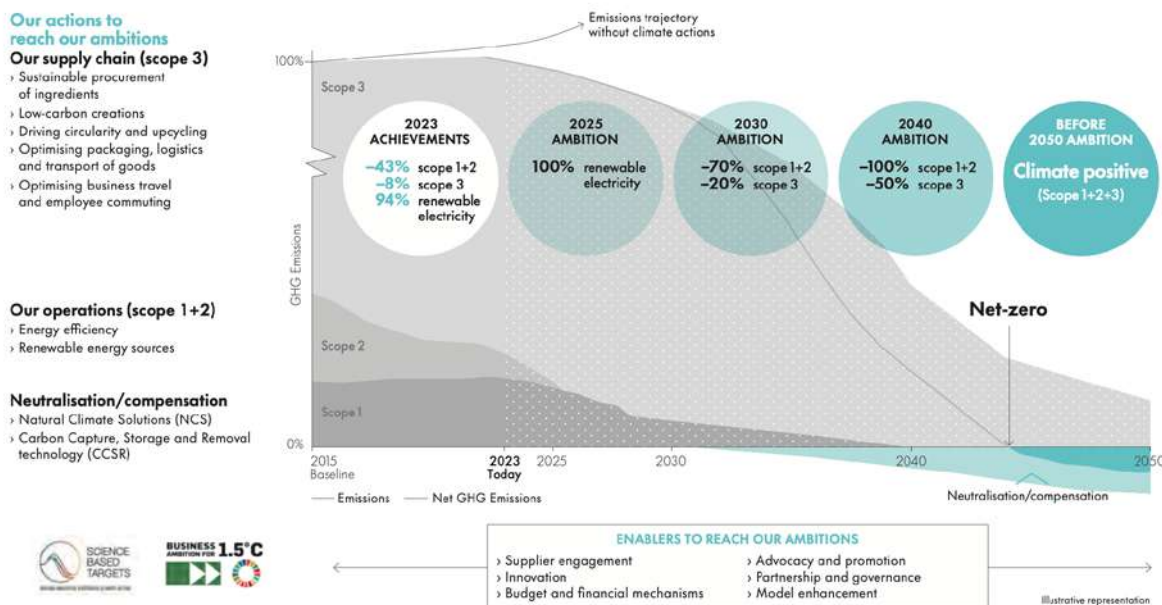 Our actions to
reach our ambitions
Our supply chain (scope 3)
› Sustainable procurement
of ingredients
› Low-carbon creations
› Driving circularity and upcycling
› Optimising packaging, logistics
and transport of goods
› Optimising business travel
and employee commuting
Our operations (scope 1+2)
› Energy efficiency
› Renewable energy sources
Neutralisation/compensation
› Natural Climate Solutions (NCS)
› Carbon Capture, Storage and Removal
technology (CCSR)
Emissions trajectory
without climate actions
100%
GHG Emissions
0%
Scope 3
Scope 2
Scope 1
2023
ACHIEVEMENTS
–43% scope 1+2
–8% scope 3
94% renewable
electricity
2025
AMBITION
100% renewable
electricity
2030
AMBITION
–70% scope 1+2
–20% scope 3
2040
AMBITION
–100% scope 1+2
–50% scope 3
BEFORE
2050 AMBITION
Climate positive
(Scope 1+2+3)
Net-zero
2015
Baseline
2023
Today
2025
2030
2040
2050
Emissions
Net GHG Emissions
Neutralisation/compensation
SCIENCE
BASED
TARGETS
BUSINESS
AMBITION FOR 1.5°C
ENABLERS TO REACH OUR AMBITIONS
› Supplier engagement
› Innovation
› Budget and financial mechanisms
› Advocacy and promotion
› Partnership and governance
› Model enhancement
Illustrative representation